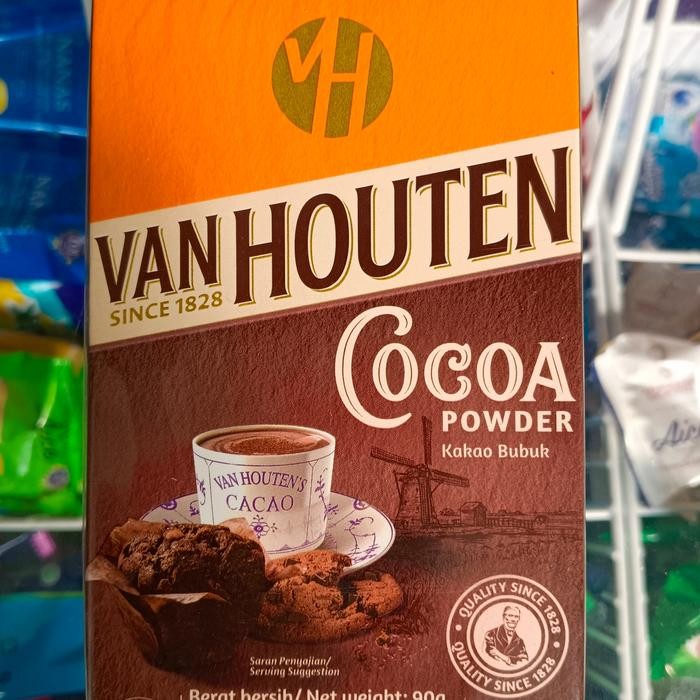 VH
VAN HOUTEN
SINCE 1828
COCOA
POWDER
Kakao Bubuk
VAN HOUTEN'S
CACAO
QUALITY SINCE 1828
QUALITY SINCE 1828
Saran Penyajian/
Serving Suggestion
Berat bersih/ Net weight: 90g